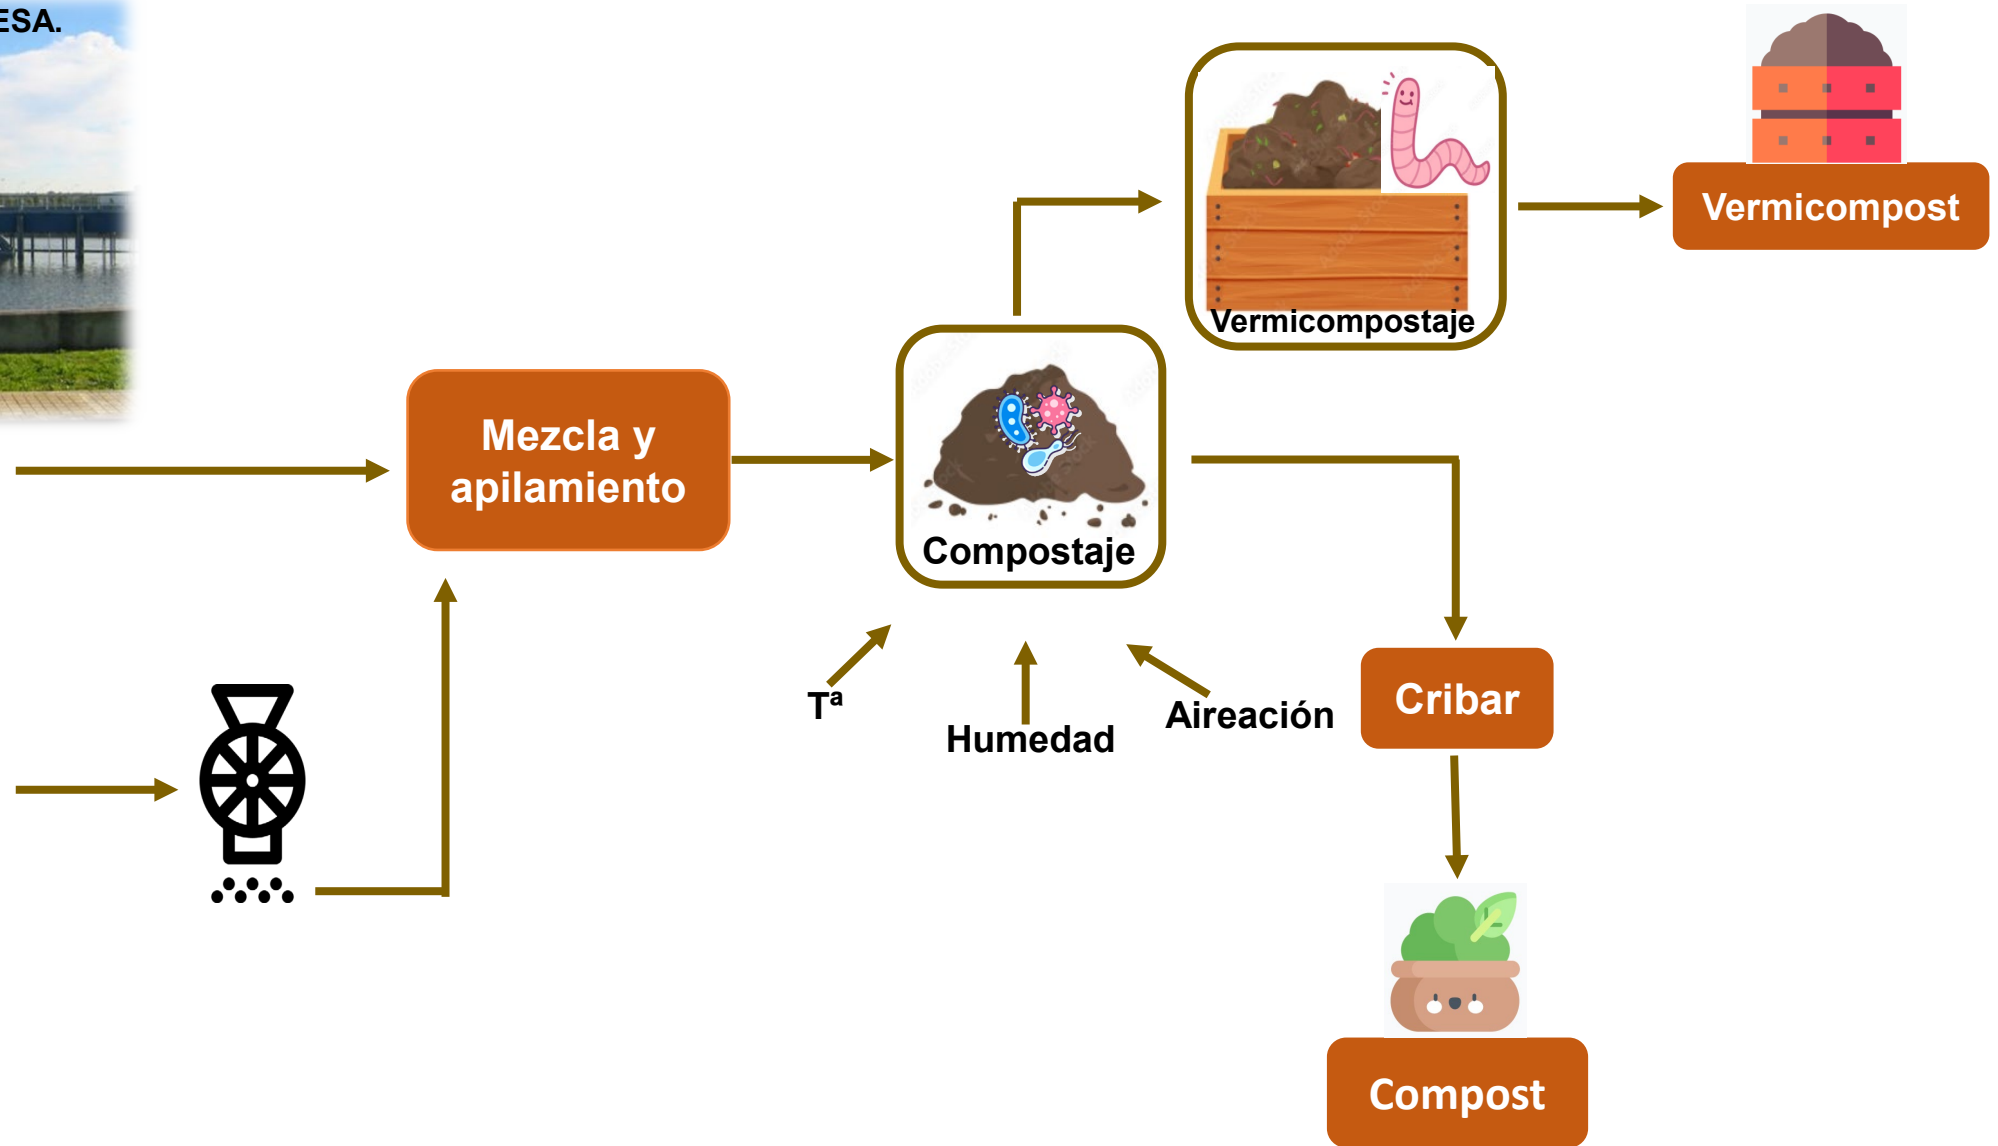 ESA.
Vermicompost
Vermicompostaje
Mezcla y
apilamiento
Compostaje
Tª
Humedad
Aireación
Cribar
Compost